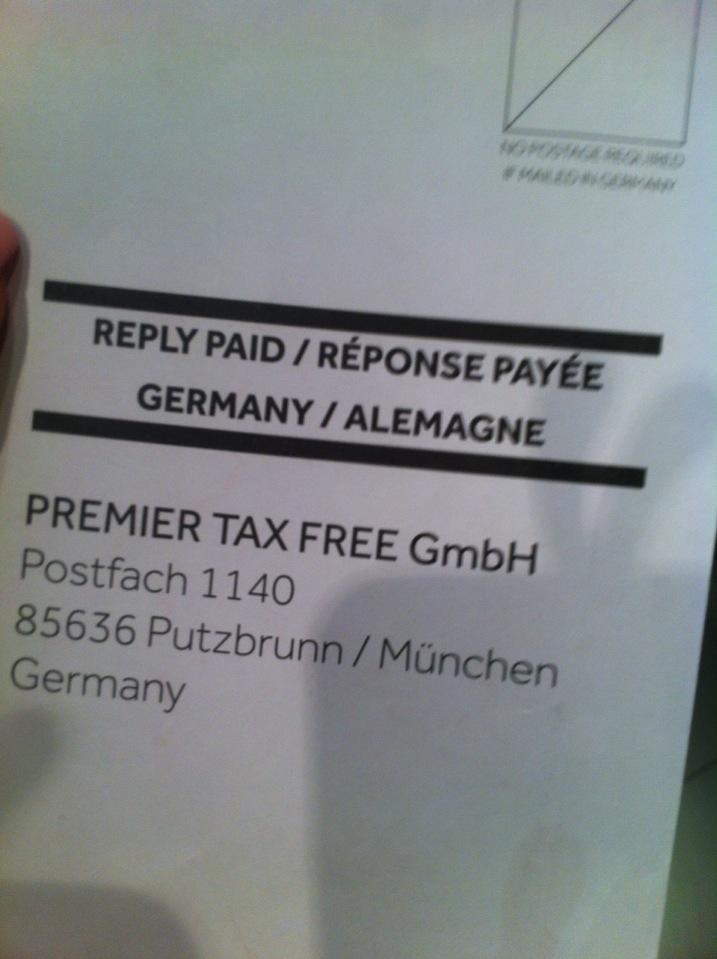 NO POSTAGE REQUIRED
IF MAILED IN GERMANY
REPLY PAID / RÉPONSE PAYÉE
GERMANY / ALEMAGNE
PREMIER TAX FREE GmbH
Postfach 1140
85636 Putzbrunn / München
Germany